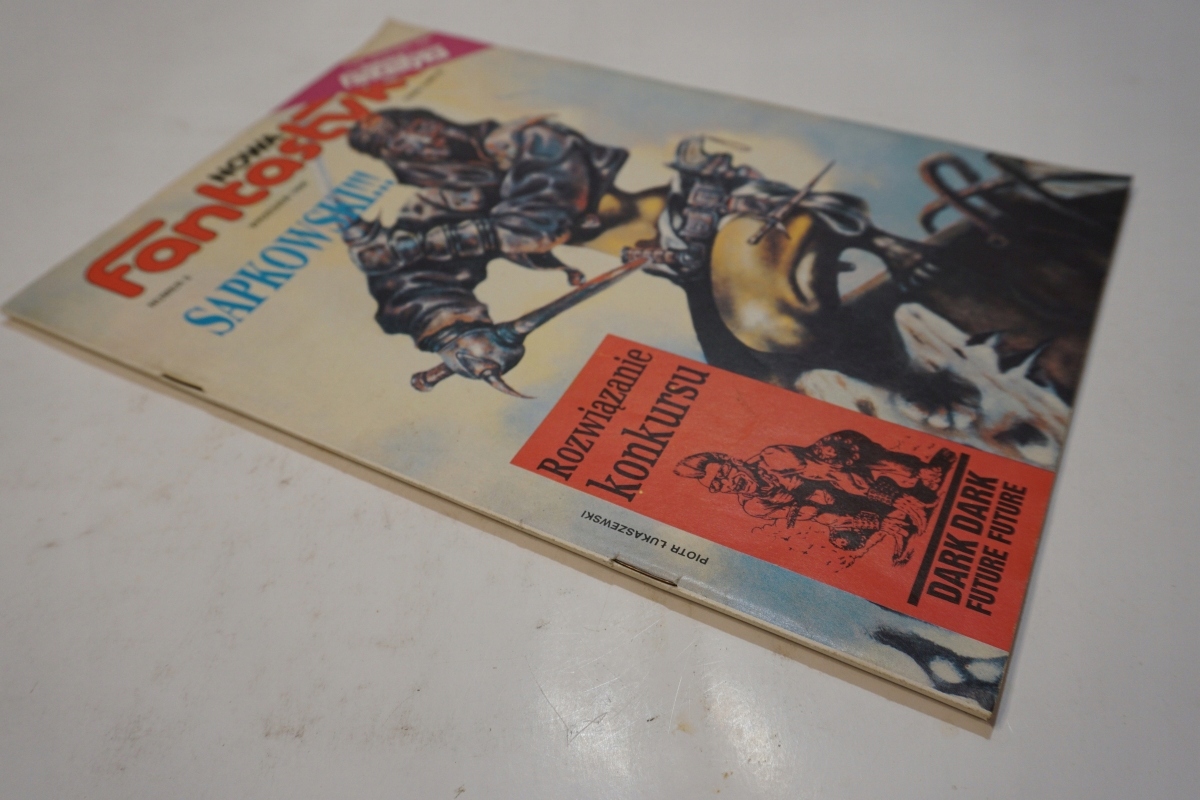 NOWA
Fantastyka
SAPKOWSKI!!!...
Rozwiązanie
konkursu
PIOTR ŁUKASZEWSKI
DARK DARK
FUTURE FUTURE